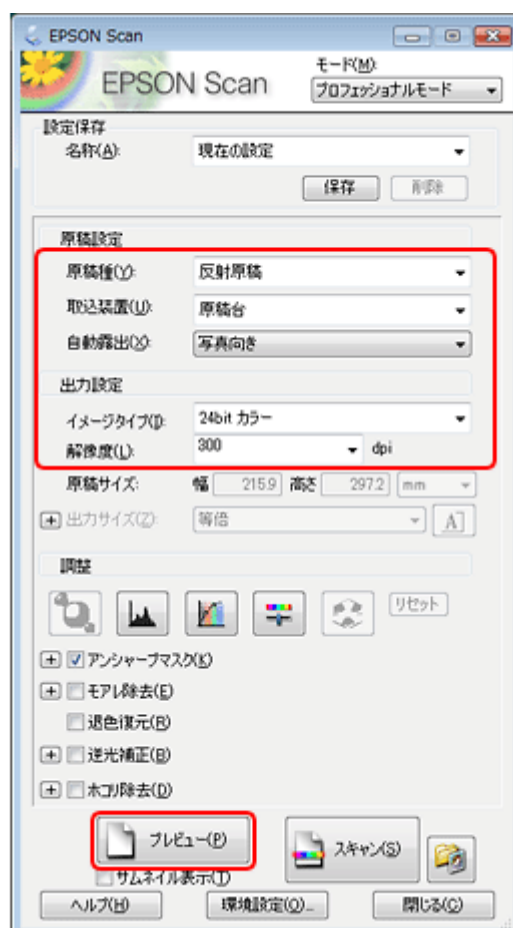 EPSON Scan
EPSON Scan
モード(M):
プロフェッショナルモード
設定保存
名称(A): 現在の設定
保存 削除
原稿設定
原稿種(Y): 反射原稿
取込装置(U): 原稿台
自動露出(X): 写真向き
出力設定
イメージタイプ(I): 24bit カラー
解像度(L): 300 dpi
原稿サイズ: 幅 215.9 高さ 297.2 mm
出力サイズ(Z): 等倍
調整
リセット
アンシャープマスク(K)
モアレ除去(E)
退色復元(R)
逆光補正(B)
ホコリ除去(D)
プレビュー(P) スキャン(S)
サムネイル表示(T)
ヘルプ(H) 環境設定(O)... 閉じる(C)